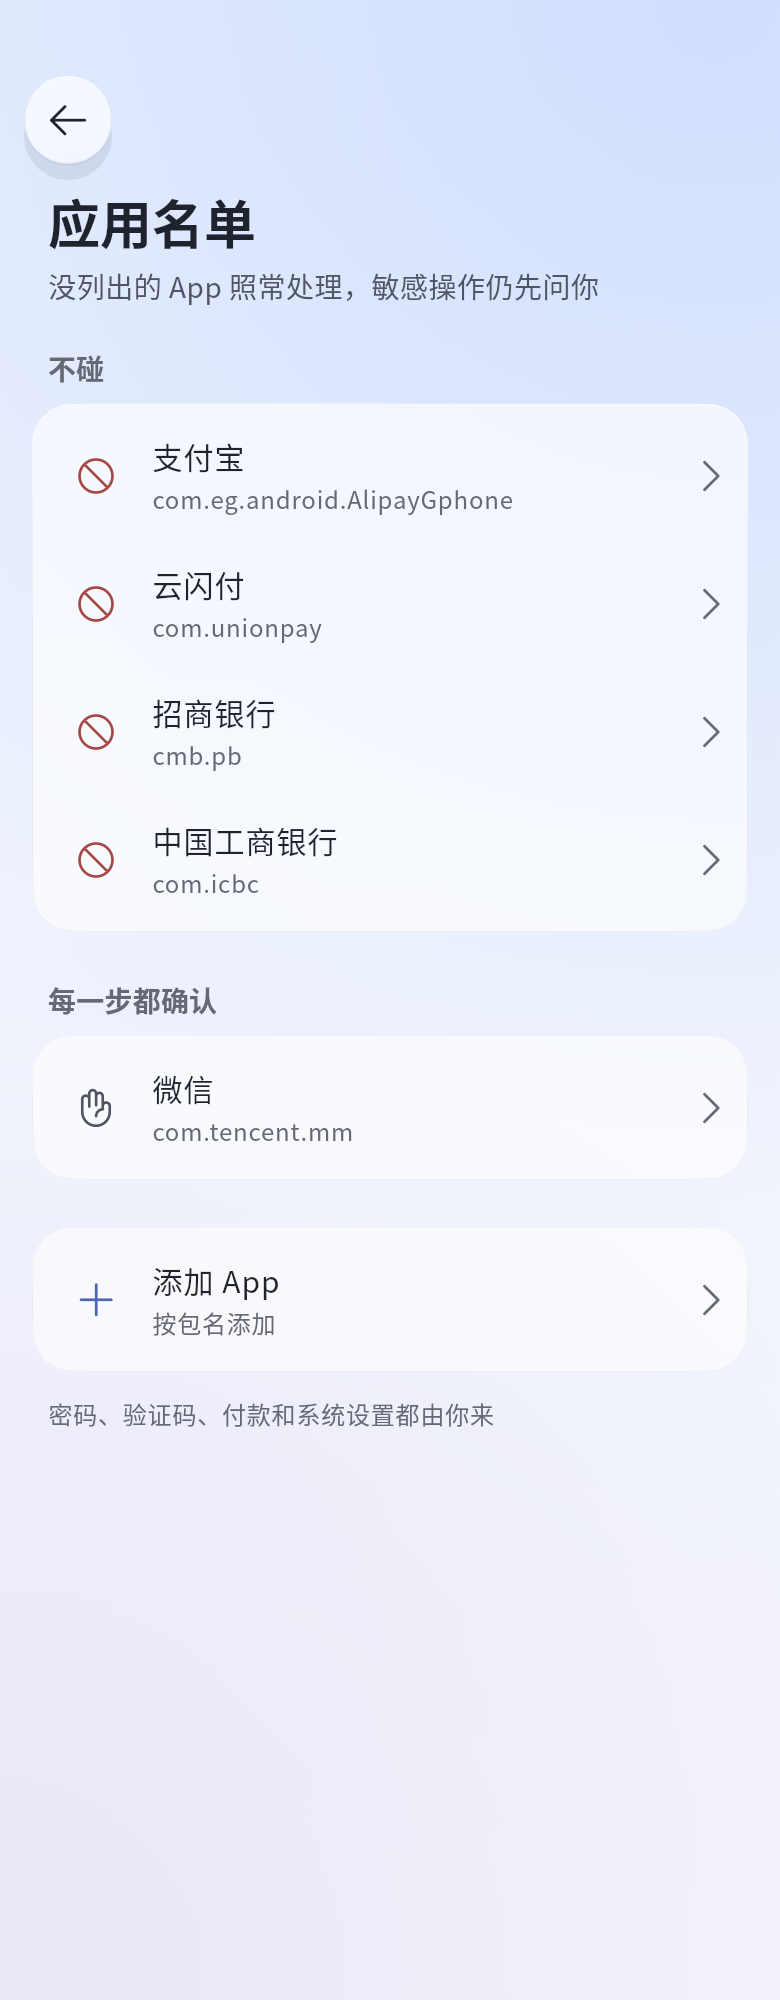 应用名单
没列出的 App 照常处理，敏感操作仍先问你
不碰
支付宝
com.eg.android.AlipayGphone
云闪付
com.unionpay
招商银行
cmb.pb
中国工商银行
com.icbc
每一步都确认
微信
com.tencent.mm
添加 App
按包名添加
密码、验证码、付款和系统设置都由你来